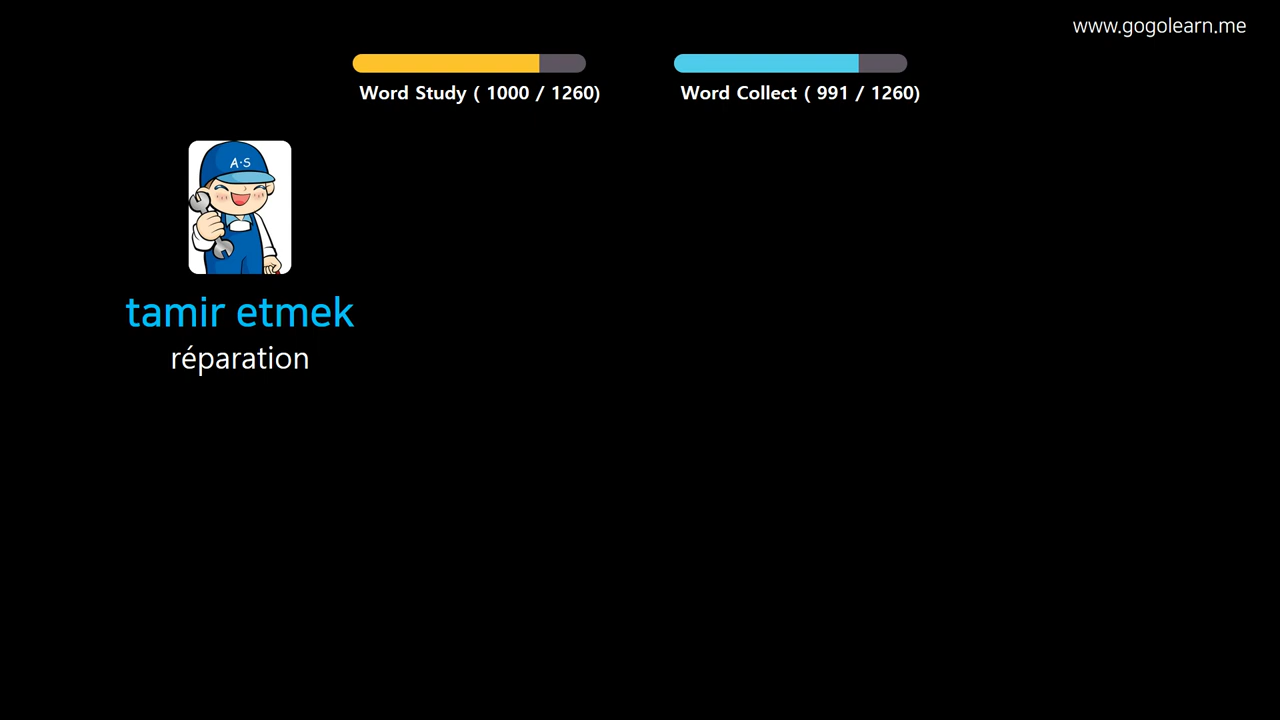 www.gogolearn.me
Word Study ( 1000 / 1260)
Word Collect ( 991 / 1260)
A·S
tamir etmek
réparation